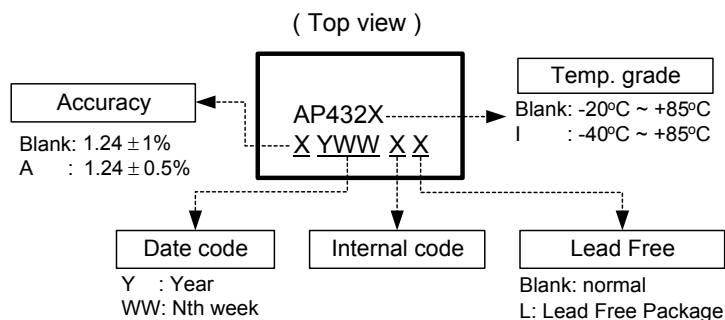 ( Top view )
Accuracy
Blank: 1.24 ± 1%
A : 1.24 ± 0.5%
AP432X
X YWW X X
Temp. grade
Blank: -20ºC ~ +85ºC
I : -40ºC ~ +85ºC
Date code
Y : Year
WW: Nth week
Internal code
Lead Free
Blank: normal
L: Lead Free Package